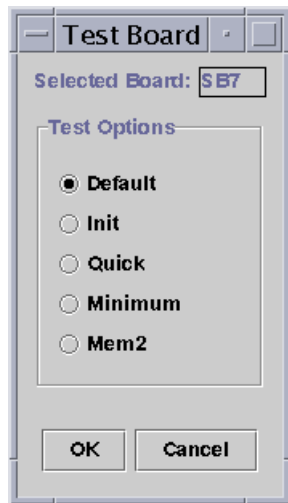 Test Board
Selected Board: SB7
Test Options
Default
Init
Quick
Minimum
Mem2
OK Cancel